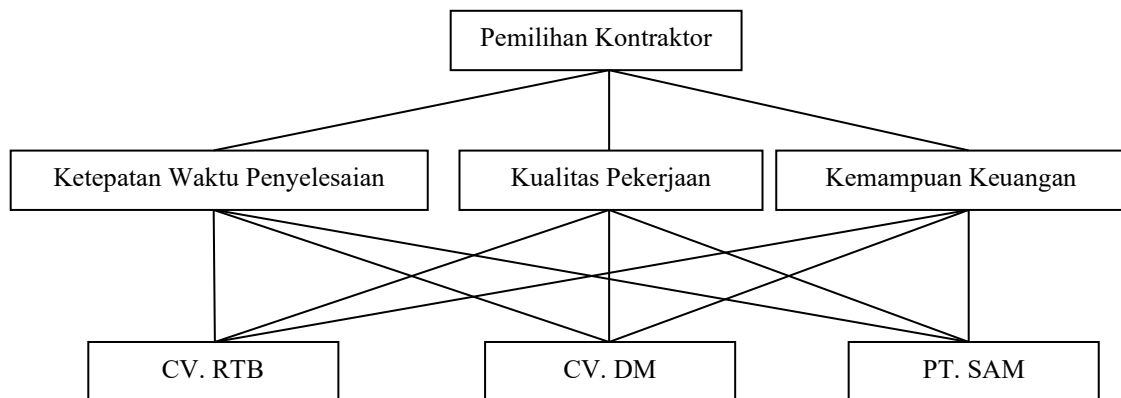 Pemilihan Kontraktor
Ketepatan Waktu Penyelesaian
Kualitas Pekerjaan
Kemampuan Keuangan
CV. RTB
CV. DM
PT. SAM